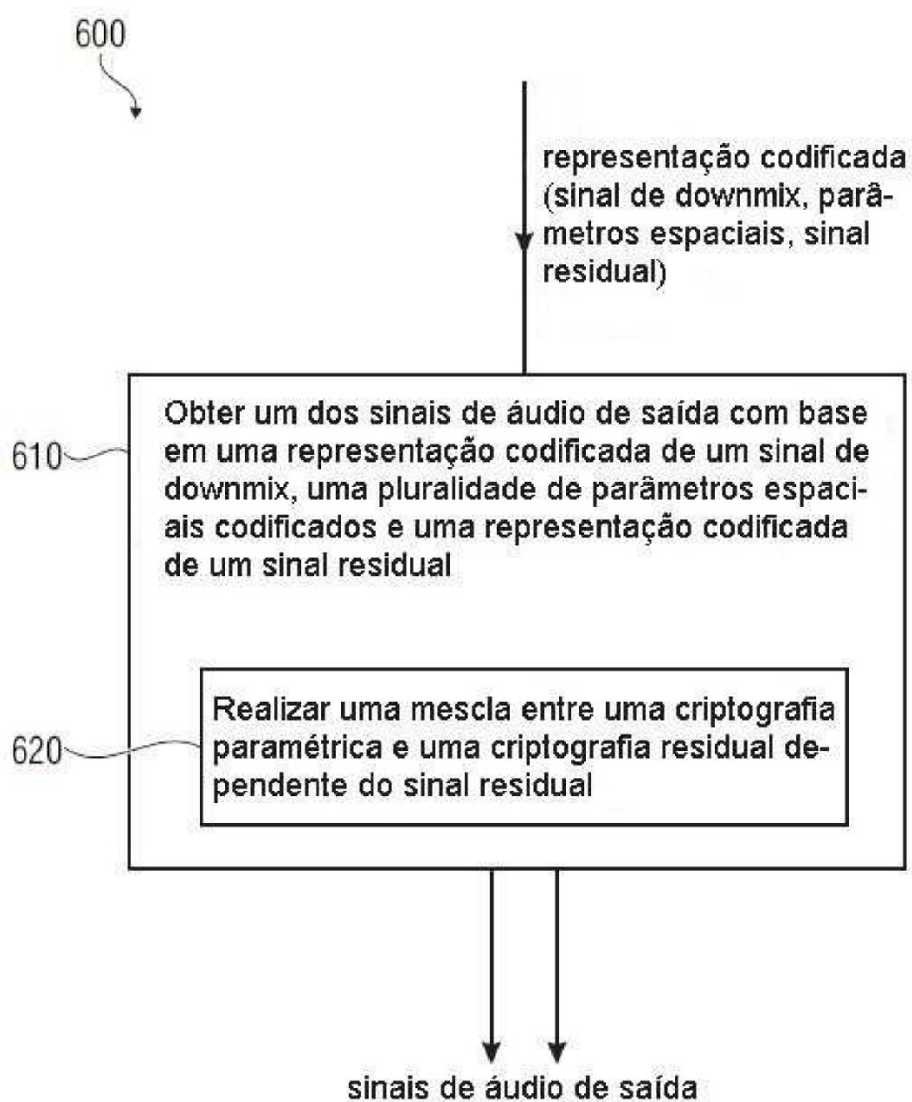 600
representação codificada
(sinal de downmix, parâ-
metros espaciais, sinal
residual)
610
Obter um dos sinais de áudio de saída com base
em uma representação codificada de um sinal de
downmix, uma pluralidade de parâmetros espaci-
ais codificados e uma representação codificada
de um sinal residual
620
Realizar uma mescla entre uma criptografia
paramétrica e uma criptografia residual de-
pendente do sinal residual
sinais de áudio de saída